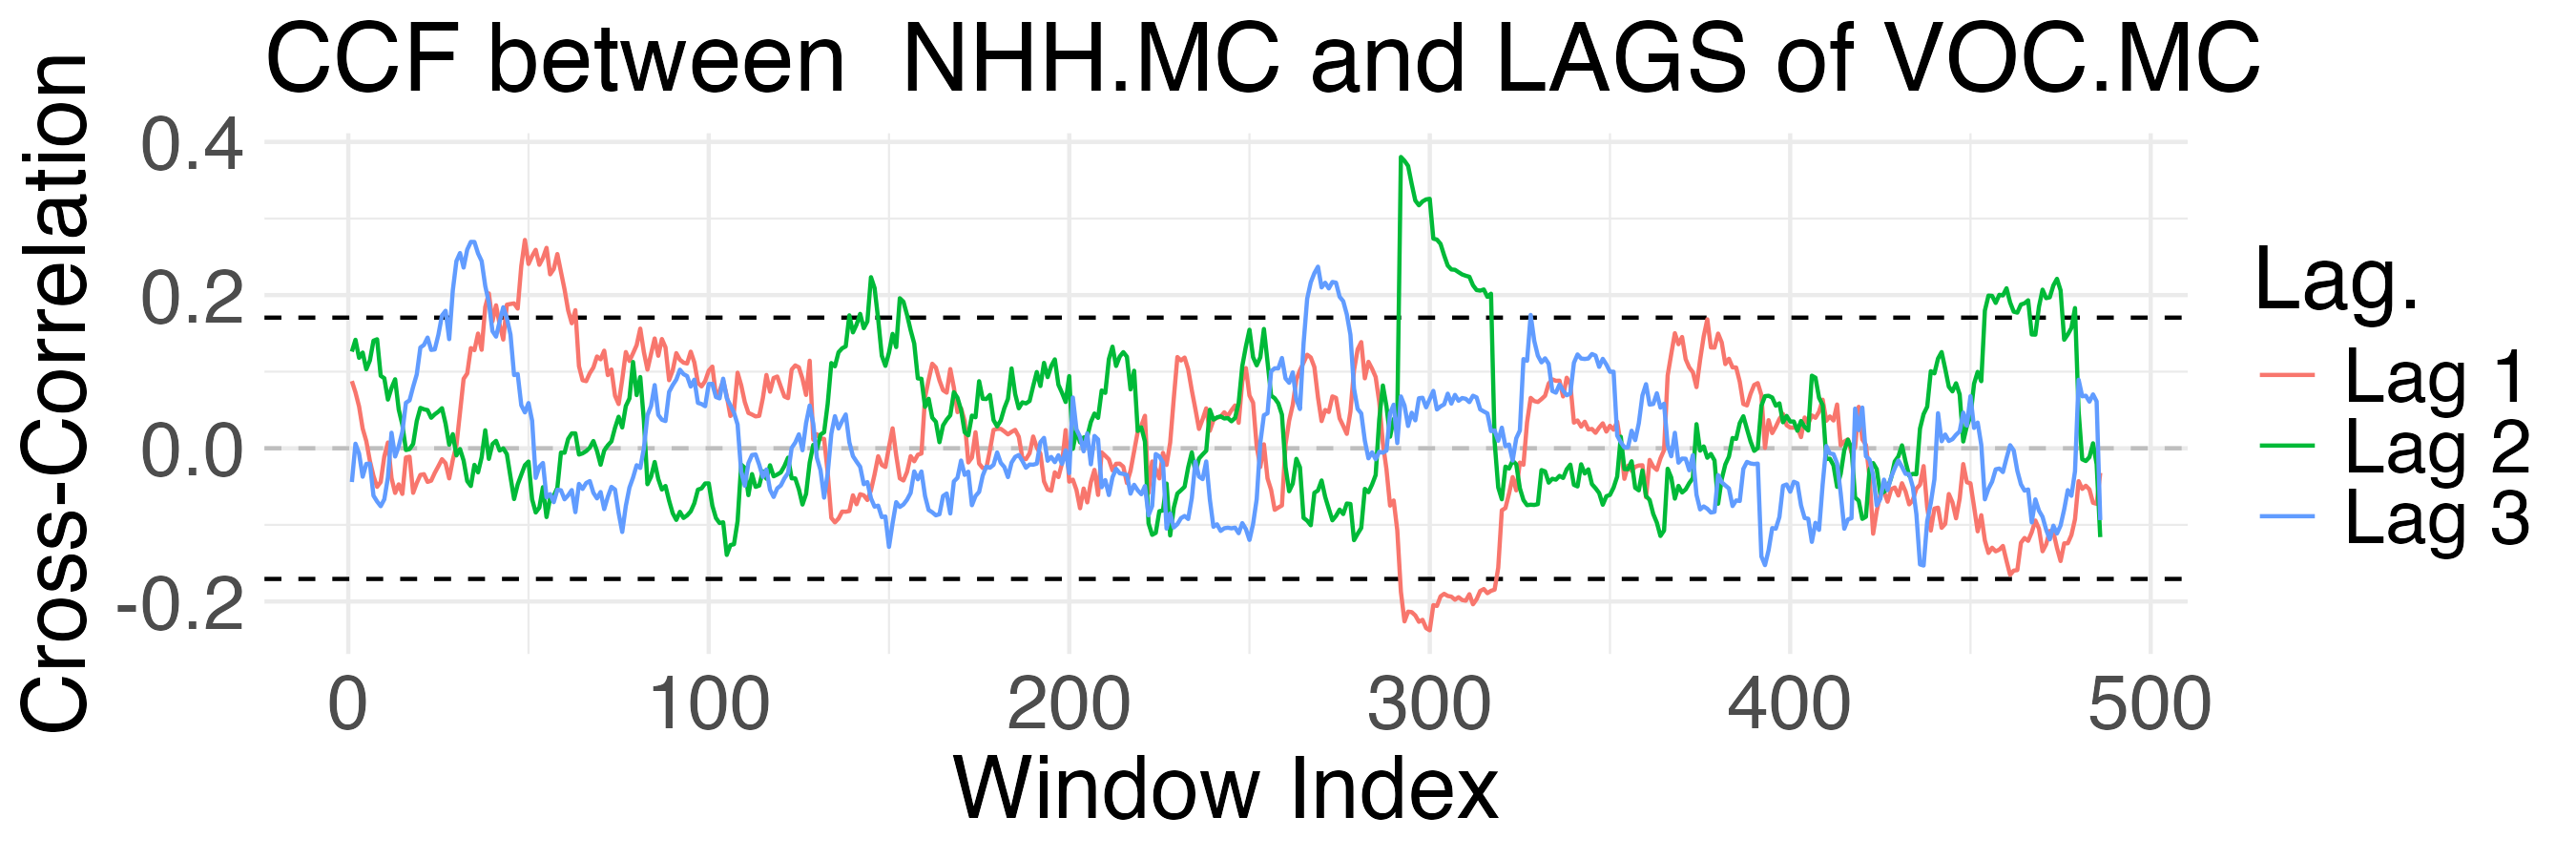 CCF between  NHH.MC and LAGS of VOC.MC
Cross-Correlation
0.4
0.2
0.0
-0.2
0 100 200 300 400 500
Window Index
Lag.
Lag 1
Lag 2
Lag 3